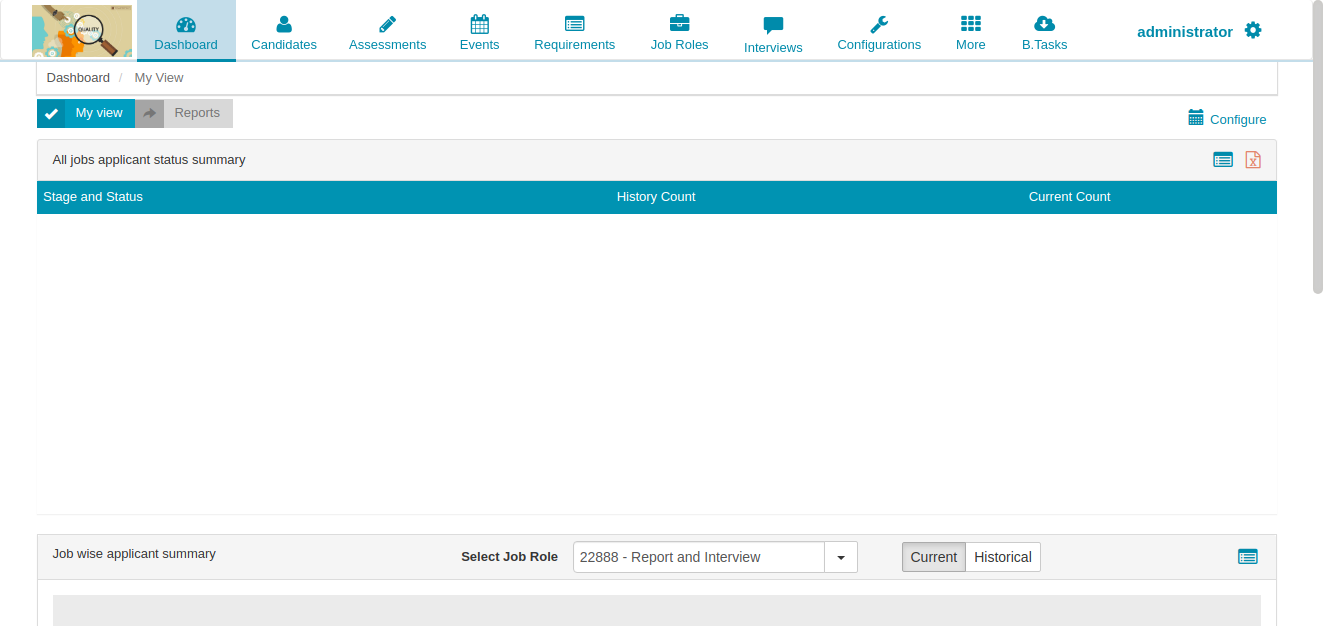 QUALITY
Dashboard
Candidates
Assessments
Events
Requirements
Job Roles
Interviews
Configurations
More
B.Tasks
administrator
Dashboard / My View
My view
Reports
Configure
All jobs applicant status summary
Stage and Status History Count Current Count
Job wise applicant summary
Select Job Role
22888 - Report and Interview
Current Historical